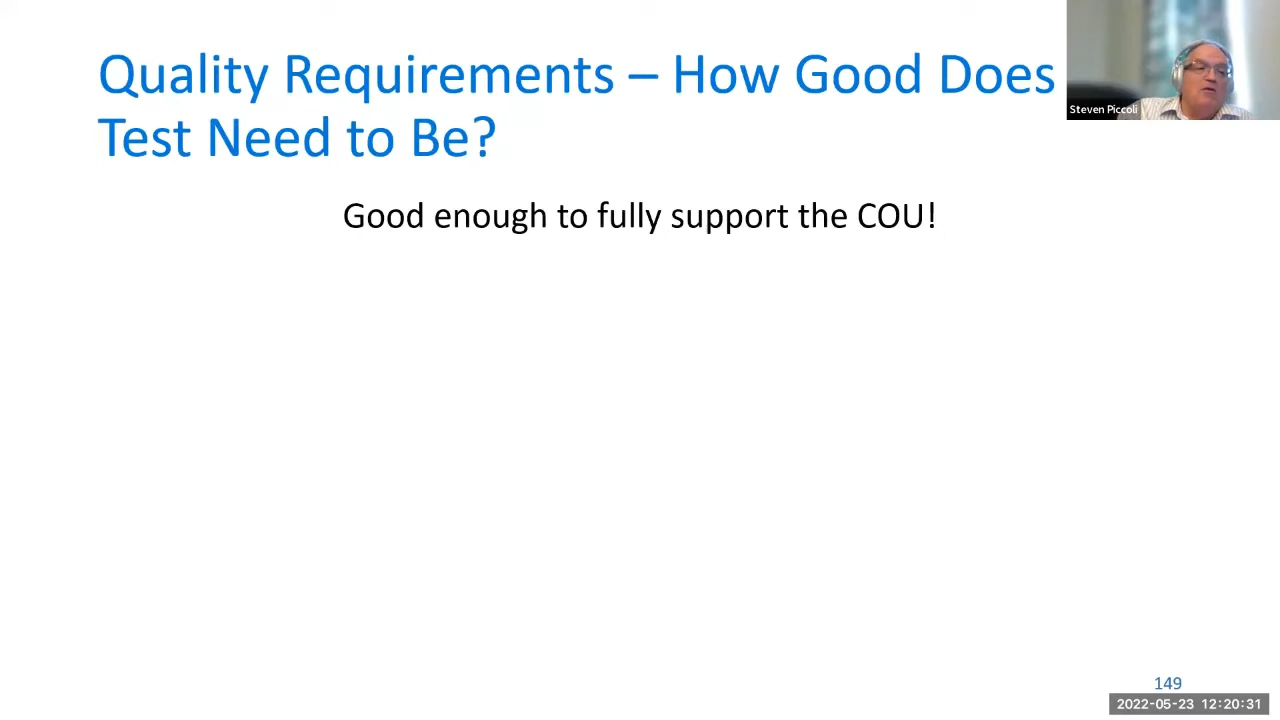 Quality Requirements – How Good Does
Test Need to Be?
Steven Piccoli
Good enough to fully support the COU!
149
2022-05-23 12:20:31